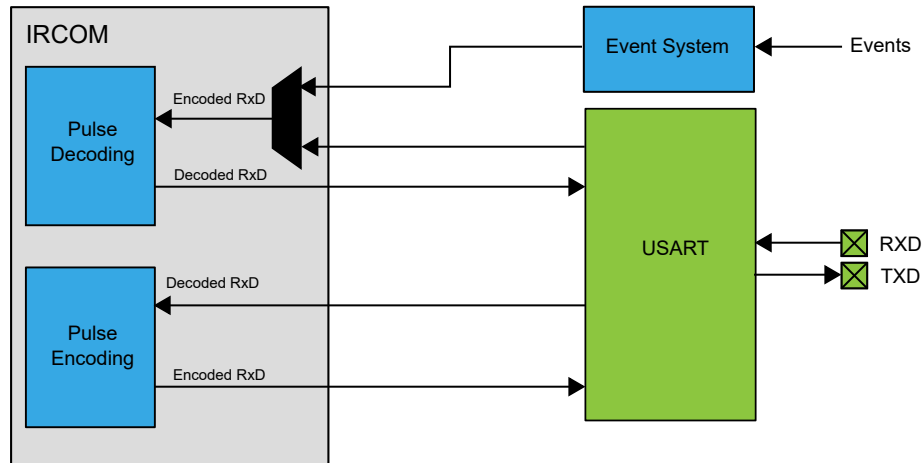 IRCOM
Event System
Events
Encoded RxD
Pulse
Decoding
Decoded RxD
USART
RXD
TXD
Decoded RxD
Pulse
Encoding
Encoded RxD